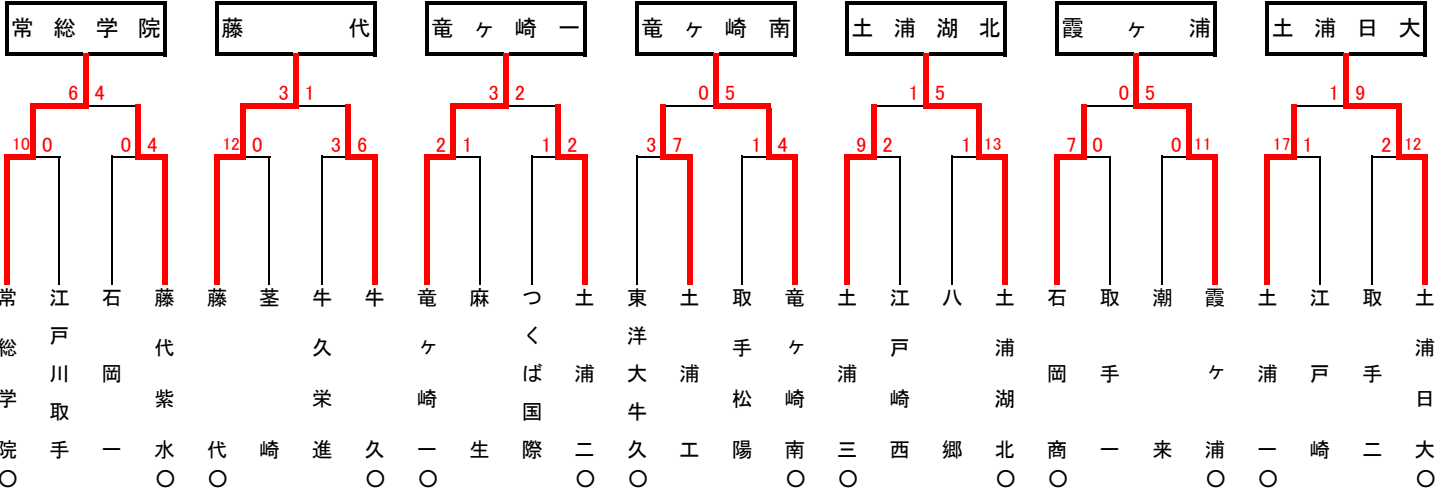 常総学院 藤代 竜ヶ崎一 竜ヶ崎南 土浦湖北 霞ヶ浦 土浦日大
6 4 3 1 3 2 0 5 1 5 0 5 1 9
10 0 0 4 12 0 3 6 2 1 1 2 3 7 1 4 9 2 1 13 7 0 0 11 17 1 2 12
常総学院
江戸川取手
石岡一
藤代紫水
藤代
茎崎
牛久栄進
牛久
竜ヶ崎一
麻生
つくば国際
土浦二
東洋大牛久
土浦工
取手松陽
竜ヶ崎南
土浦三
江戸崎西
八郷
土浦湖北
石岡商
取手一
潮来
霞ヶ浦
土浦一
江戸崎
取手二
土浦日大
○ ○ ○ ○ ○ ○ ○ ○ ○ ○ ○ ○ ○ ○